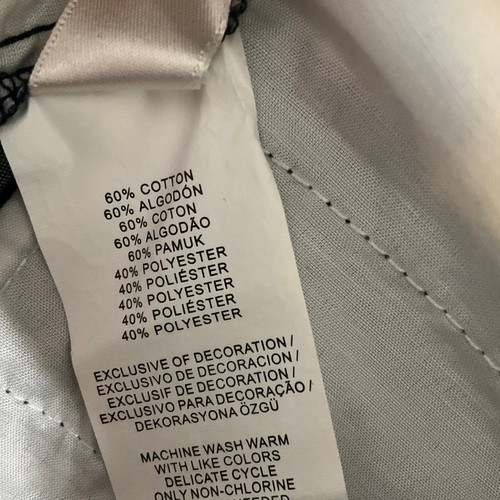 60% COTTON
60% ALGODÓN
60% COTON
60% ALGODÃO
60% PAMUK
40% POLYESTER
40% POLIÉSTER
40% POLYESTER
40% POLIÉSTER
40% POLYESTER
EXCLUSIVE OF DECORATION /
EXCLUSIVO DE DECORACION /
EXCLUSIF DE DECORATION /
EXCLUSIVO PARA DECORAÇÃO /
DEKORASYONA ÖZGÜ
MACHINE WASH WARM
WITH LIKE COLORS
DELICATE CYCLE
ONLY NON-CHLORINE